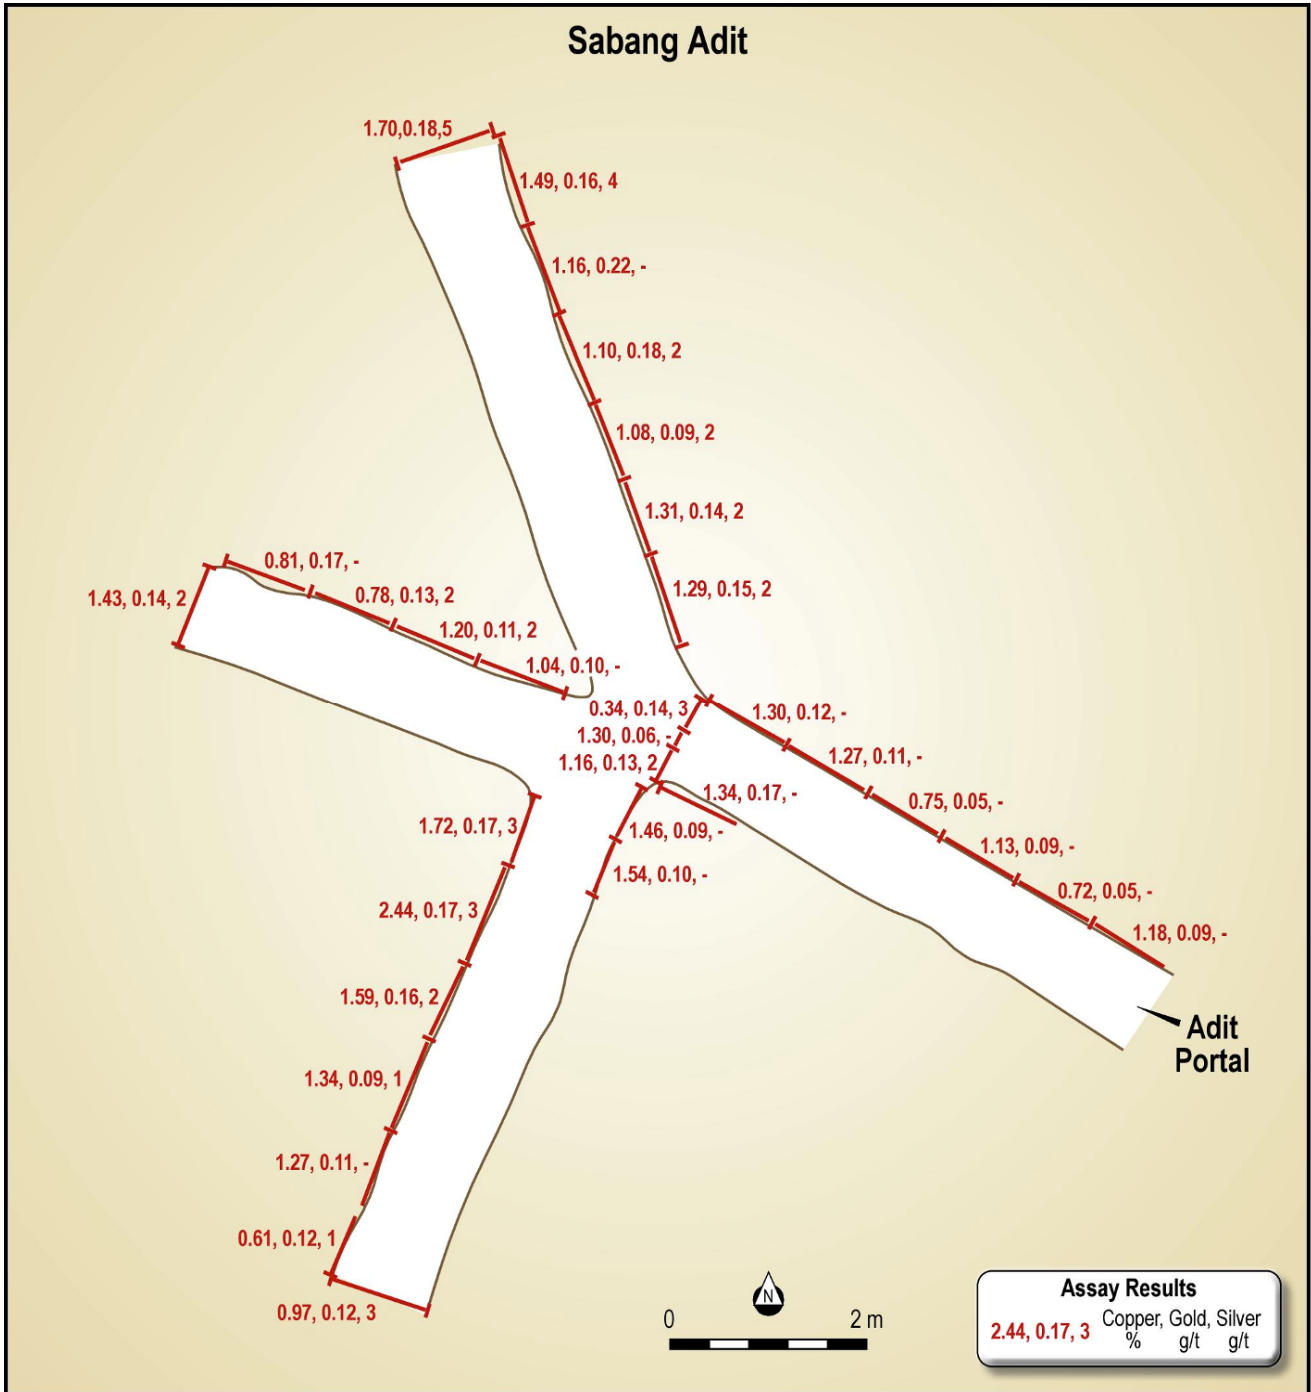 Sabang Adit
1.70,0.18,5
1.49, 0.16, 4
1.16, 0.22, -
1.10, 0.18, 2
1.08, 0.09, 2
1.31, 0.14, 2
1.29, 0.15, 2
0.81, 0.17, -
1.43, 0.14, 2
0.78, 0.13, 2
1.20, 0.11, 2
1.04, 0.10, -
0.34, 0.14, 3
1.30, 0.06, -
1.16, 0.13, 2
1.30, 0.12, -
1.27, 0.11, -
1.34, 0.17, -
0.75, 0.05, -
1.13, 0.09, -
0.72, 0.05, -
1.18, 0.09, -
1.46, 0.09, -
1.54, 0.10, -
1.72, 0.17, 3
2.44, 0.17, 3
1.59, 0.16, 2
1.34, 0.09, 1
1.27, 0.11, -
0.61, 0.12, 1
0.97, 0.12, 3
Adit
Portal
N
0 2 m
Assay Results
2.44, 0.17, 3 Copper, Gold, Silver
% g/t g/t